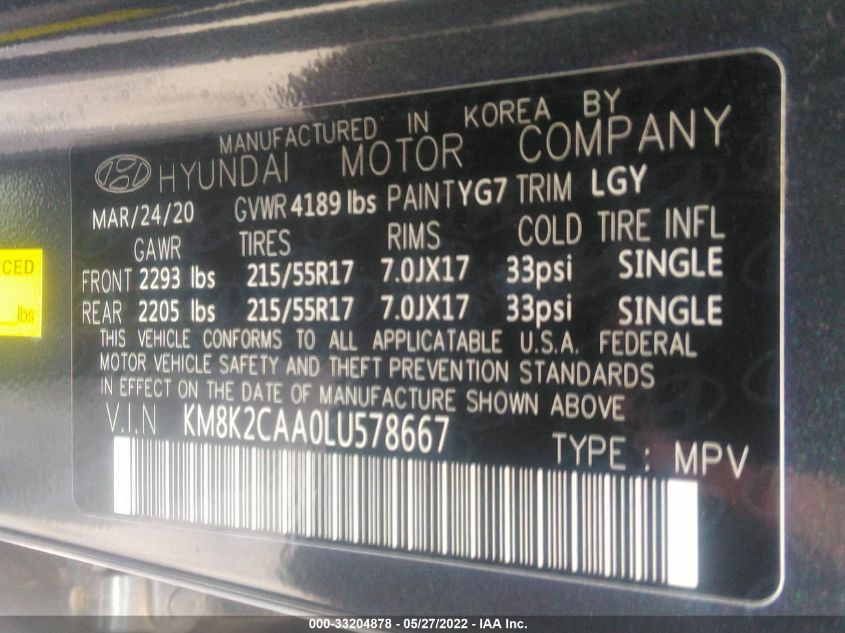 MANUFACTURED IN KOREA BY
HYUNDAI MOTOR COMPANY
MAR/24/20 GVWR 4189 lbs PAINT YG7 TRIM LGY
GAWR TIRES RIMS COLD TIRE INFL
FRONT 2293 lbs 215/55R17 7.0JX17 33psi SINGLE
REAR 2205 lbs 215/55R17 7.0JX17 33psi SINGLE
THIS VEHICLE CONFORMS TO ALL APPLICATABLE U.S.A. FEDERAL
MOTOR VEHICLE SAFETY AND THEFT PREVENTION STANDARDS
IN EFFECT ON THE DATE OF MANUFACTURE SHOWN ABOVE
V.I.N KM8K2CAA0LU578667
TYPE : MPV
CED
lbs
000-33204878 - 05/27/2022 - IAA Inc.